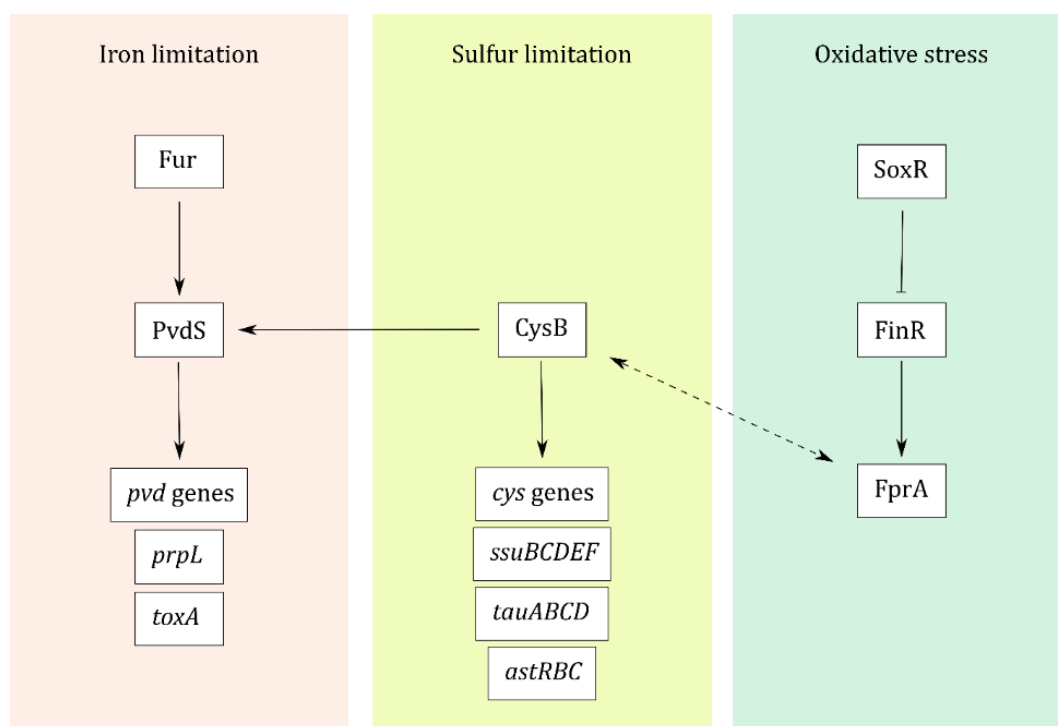 Iron limitation
Sulfur limitation
Oxidative stress
Fur
SoxR
PvdS
CysB
FinR
pvd genes
cys genes
FprA
prpL
ssuBCDEF
toxA
tauABCD
astRBC